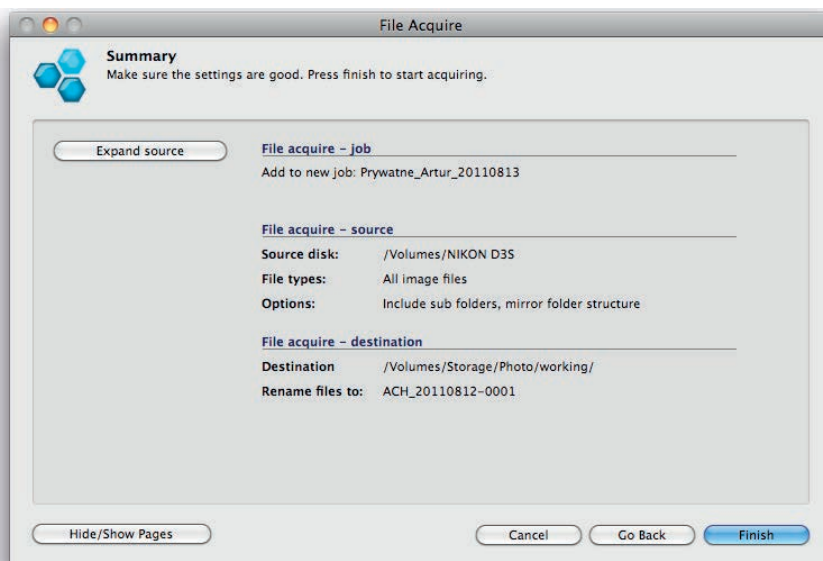 File Acquire
Summary
Make sure the settings are good. Press finish to start acquiring.
Expand source
File acquire – job
Add to new job: Prywatne_Artur_20110813
File acquire – source
Source disk: /Volumes/NIKON D3S
File types: All image files
Options: Include sub folders, mirror folder structure
File acquire – destination
Destination /Volumes/Storage/Photo/working/
Rename files to: ACH_20110812-0001
Hide/Show Pages
Cancel
Go Back
Finish